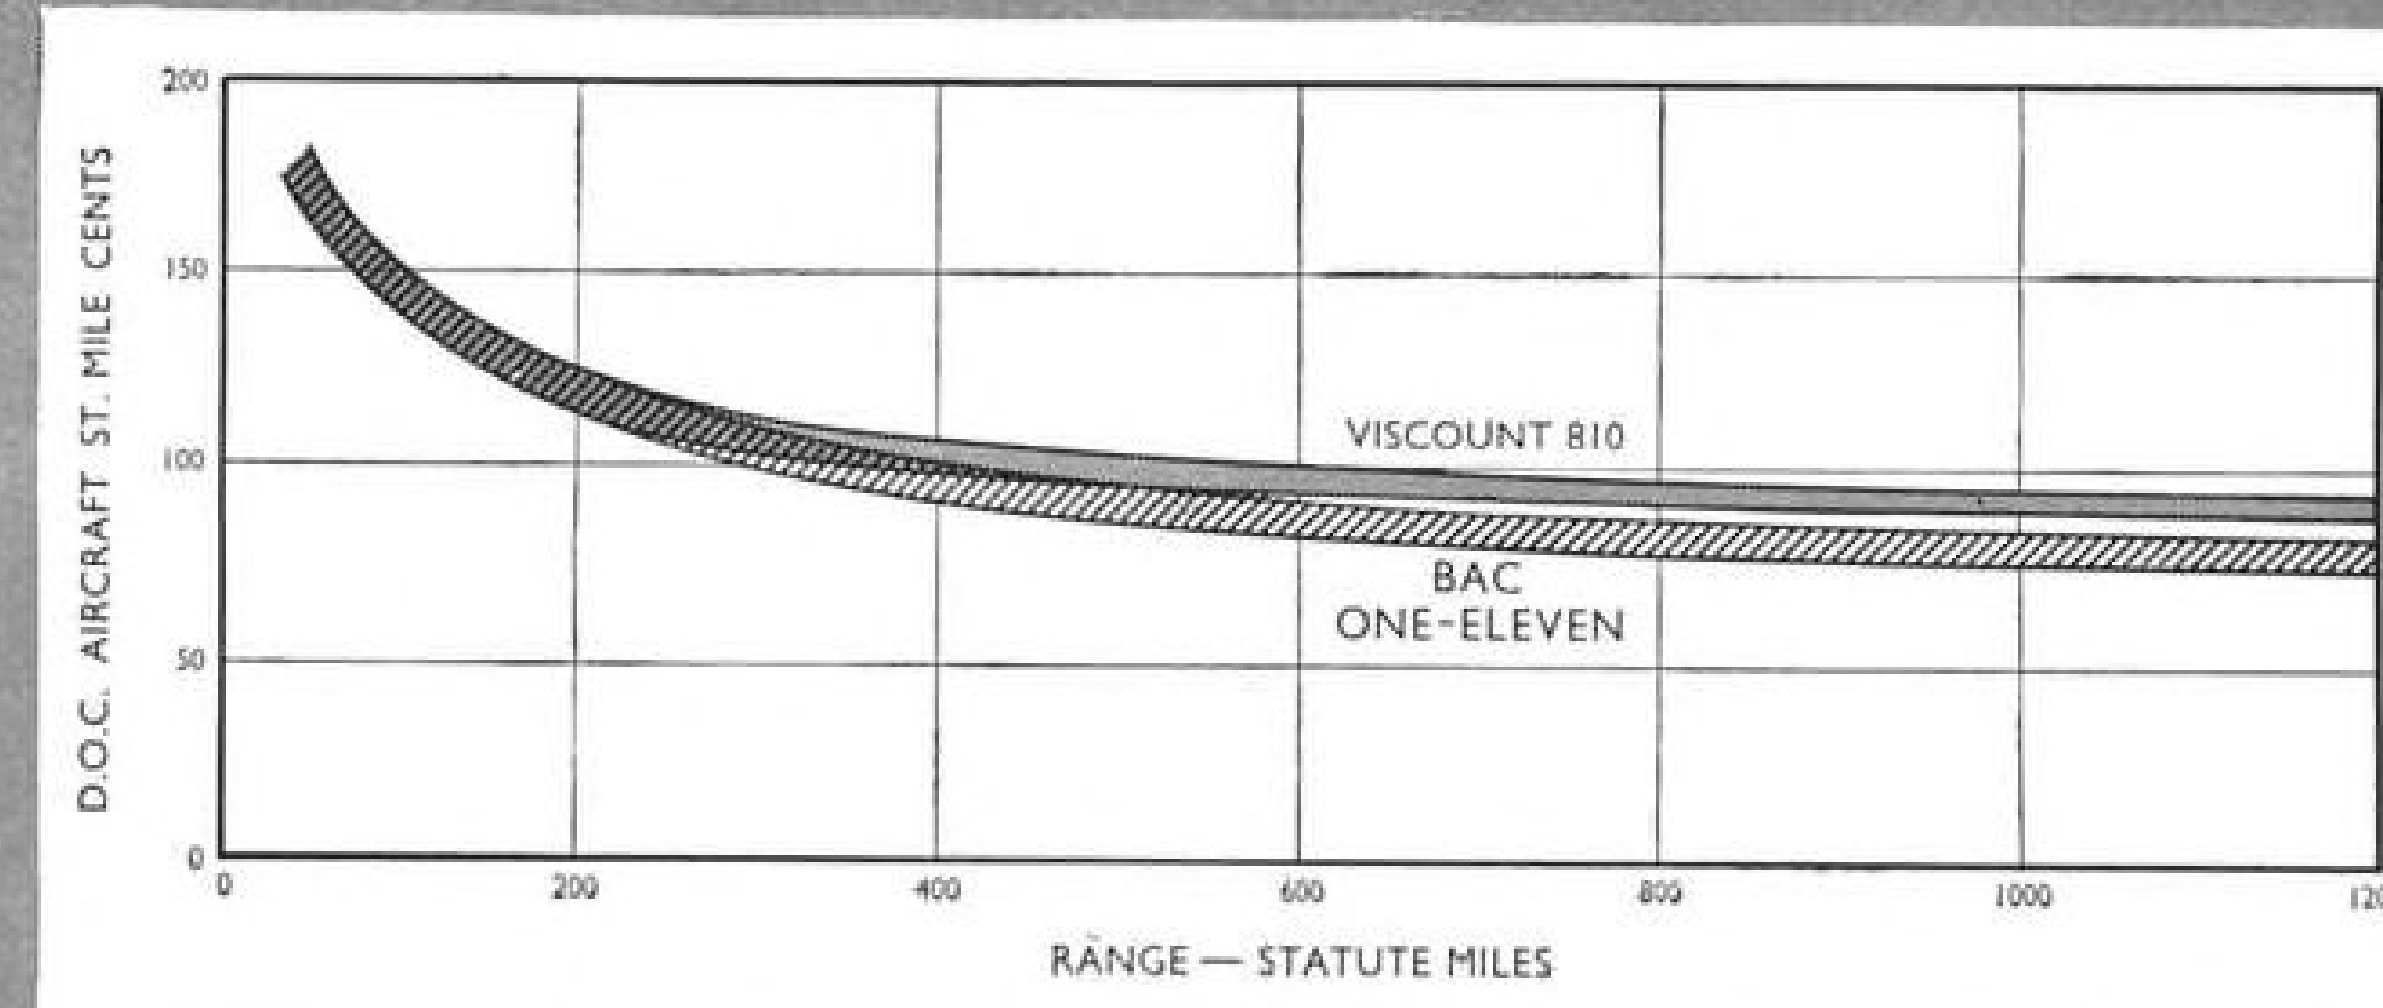 200
150
100
50
0
D.O.C. AIRCRAFT ST. MILE CENTS
VISCOUNT 810
BAC
ONE-ELEVEN
0 200 400 600 800 1000
RANGE — STATUTE MILES